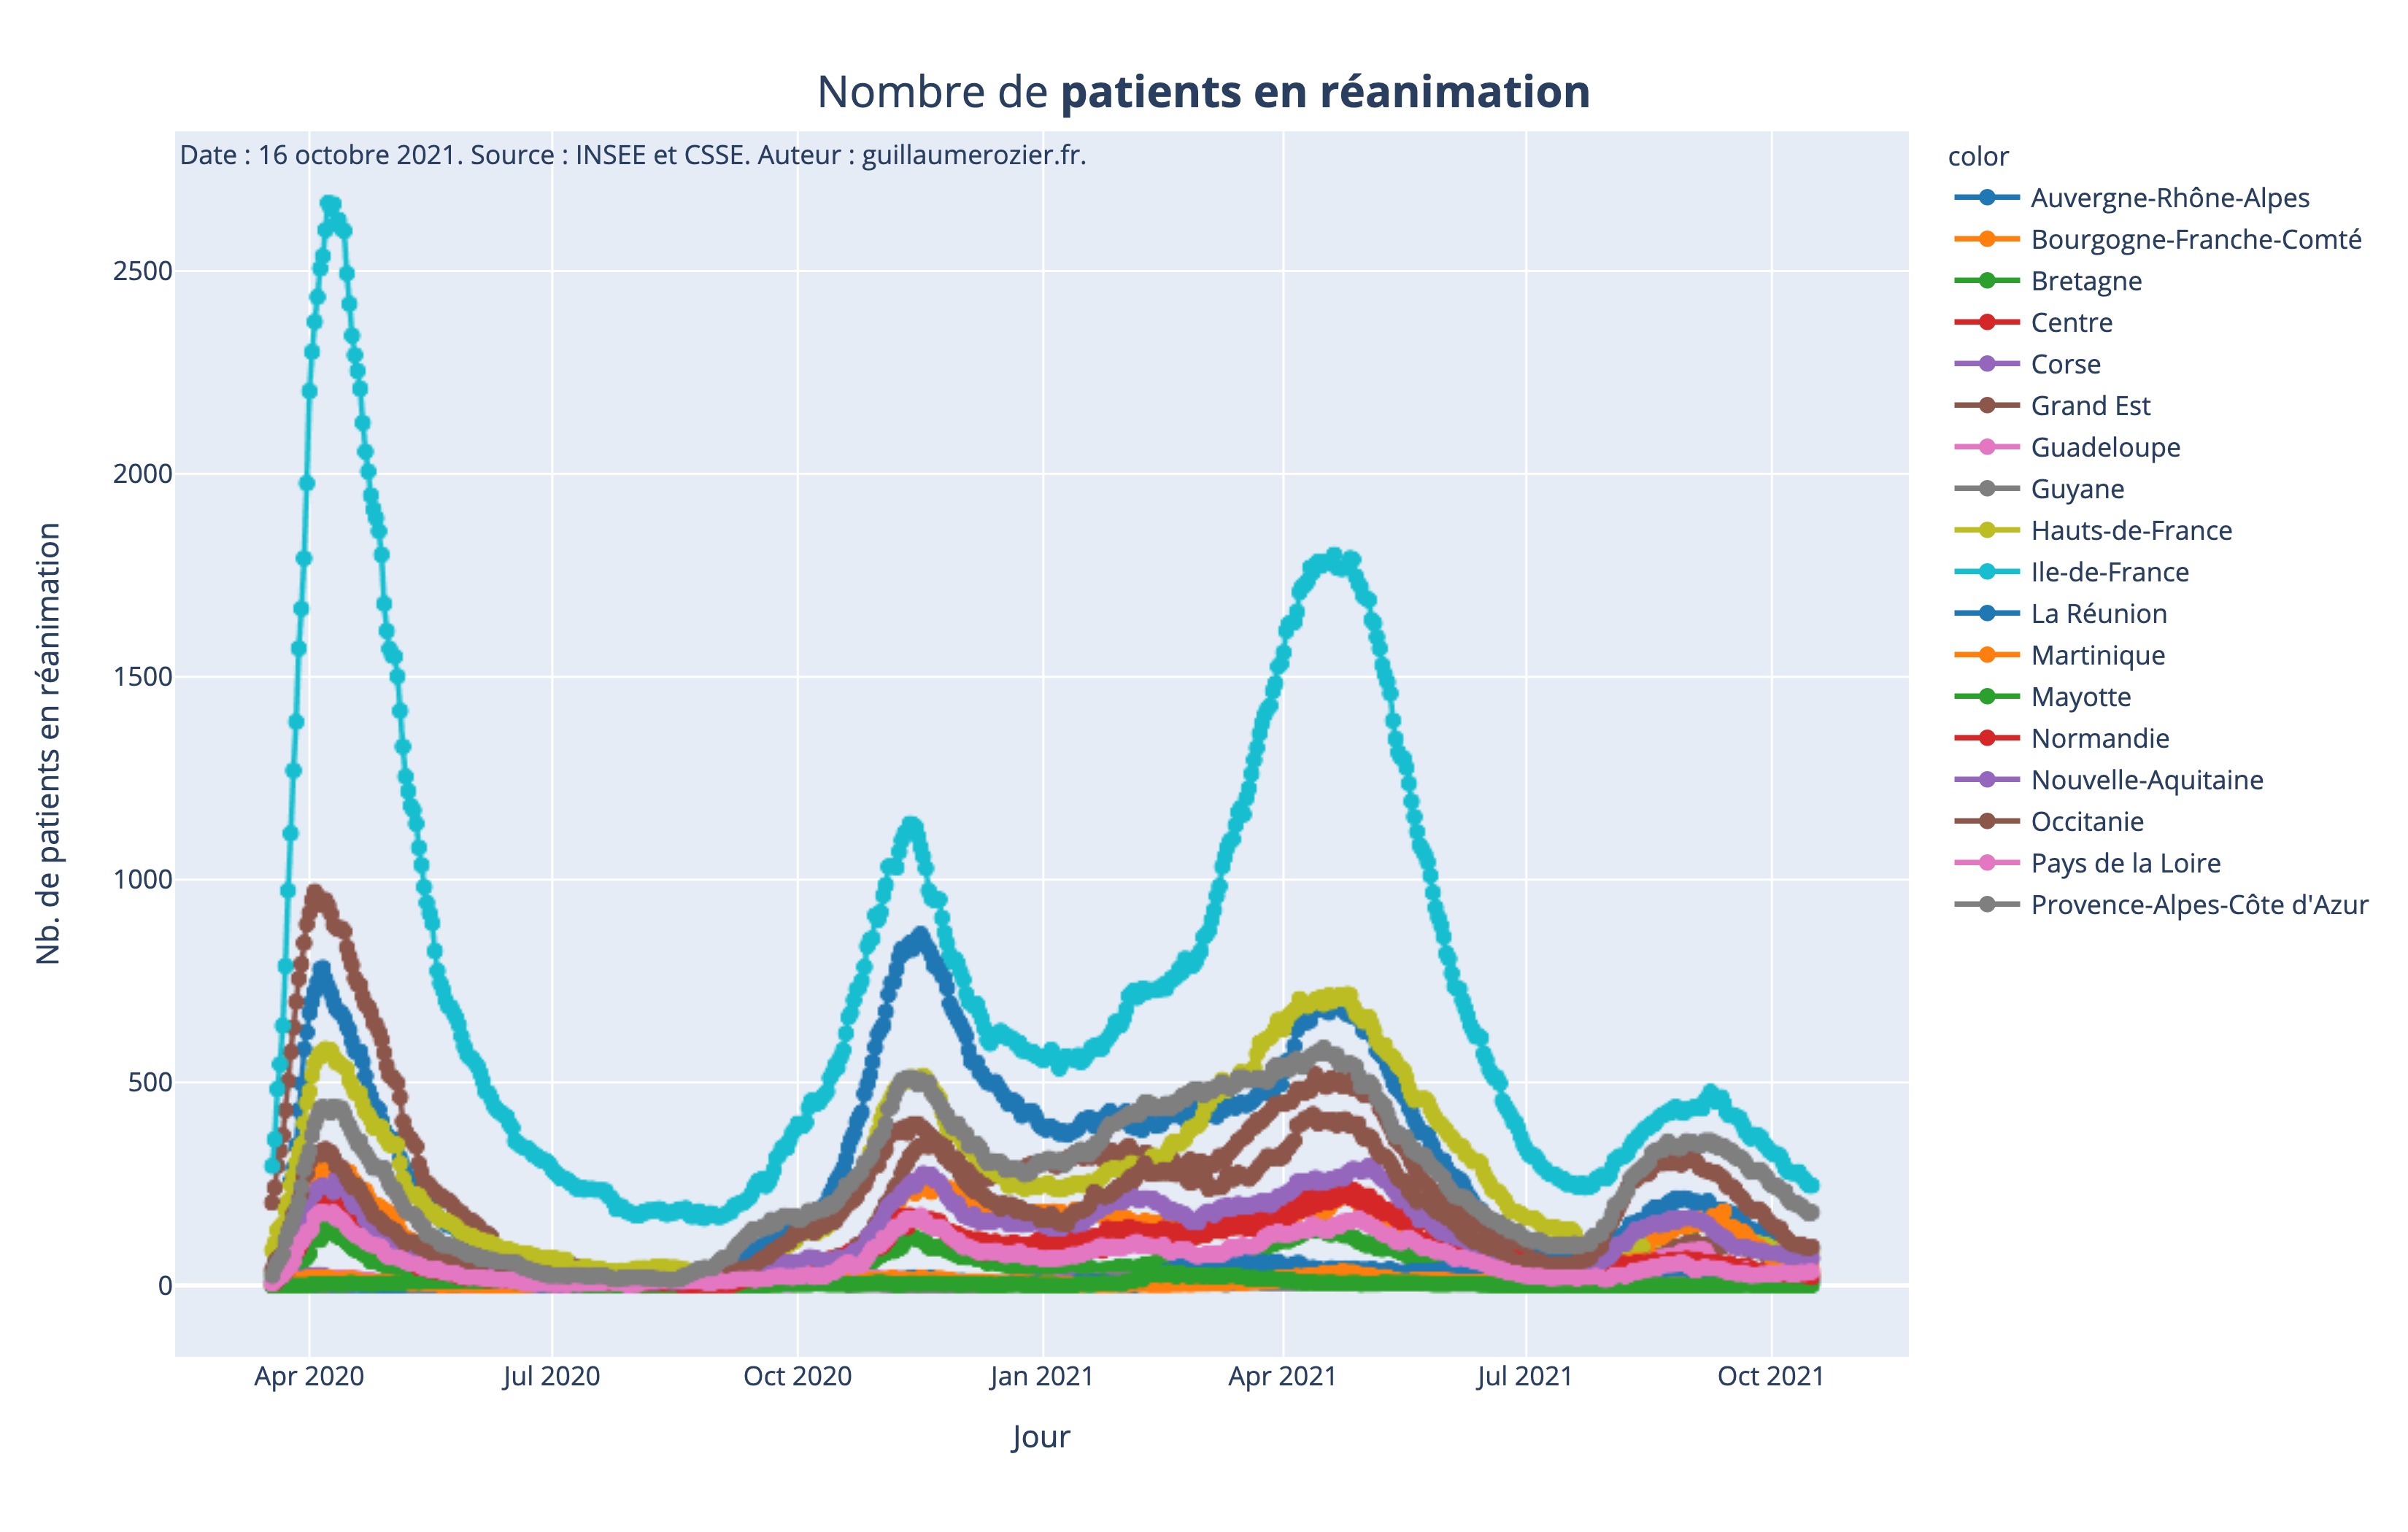 Nombre de patients en réanimation
Date : 16 octobre 2021. Source : INSEE et CSSE. Auteur : guillaumerozier.fr.
Nb. de patients en réanimation
2500
2000
1500
1000
500
0
Apr 2020
Jul 2020
Oct 2020
Jan 2021
Apr 2021
Jul 2021
Oct 2021
Jour
color
Auvergne-Rhône-Alpes
Bourgogne-Franche-Comté
Bretagne
Centre
Corse
Grand Est
Guadeloupe
Guyane
Hauts-de-France
Ile-de-France
La Réunion
Martinique
Mayotte
Normandie
Nouvelle-Aquitaine
Occitanie
Pays de la Loire
Provence-Alpes-Côte d'Azur